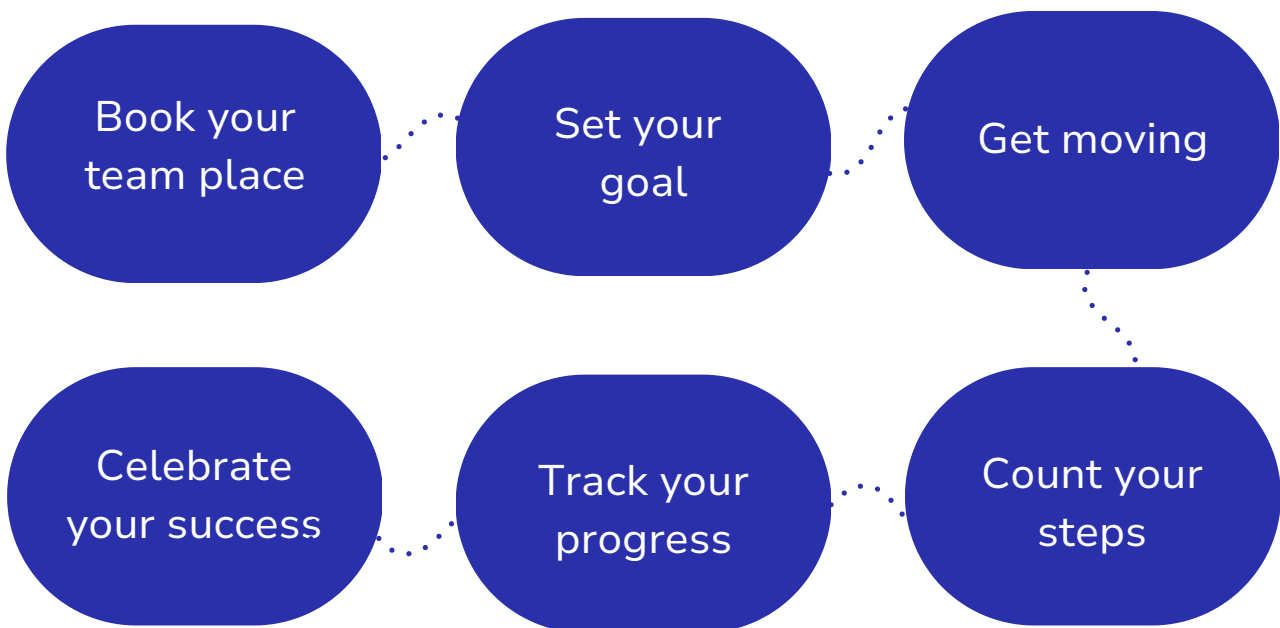 Book your
team place
Set your
goal
Get moving
Count your
steps
Track your
progress
Celebrate
your success